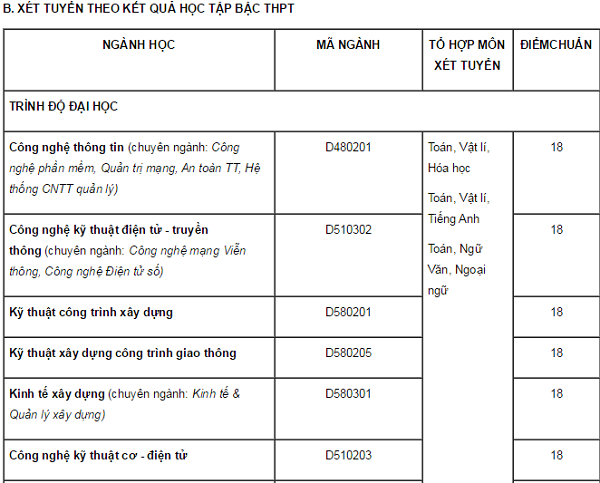 B. XÉT TUYỂN THEO KẾT QUẢ HỌC TẬP BẬC THPT
NGÀNH HỌC
MÃ NGÀNH
TỔ HỢP MÔN
XÉT TUYỂN
ĐIỂMCHUẨN
TRÌNH ĐỘ ĐẠI HỌC
Công nghệ thông tin (chuyên ngành: Công
nghệ phần mềm, Quản trị mạng, An toàn TT, Hệ
thống CNTT quản lý)
D480201
Toán, Vật lí,
Hóa học
Toán, Vật lí,
Tiếng Anh
Toán, Ngữ
Văn, Ngoại
ngữ
18
Công nghệ kỹ thuật điện tử - truyền
thông (chuyên ngành: Công nghệ mạng Viễn
thông, Công nghệ Điện tử số)
D510302
18
Kỹ thuật công trình xây dựng
D580201
18
Kỹ thuật xây dựng công trình giao thông
D580205
18
Kinh tế xây dựng (chuyên ngành: Kinh tế &
Quản lý xây dựng)
D580301
18
Công nghệ kỹ thuật cơ - điện tử
D510203
18